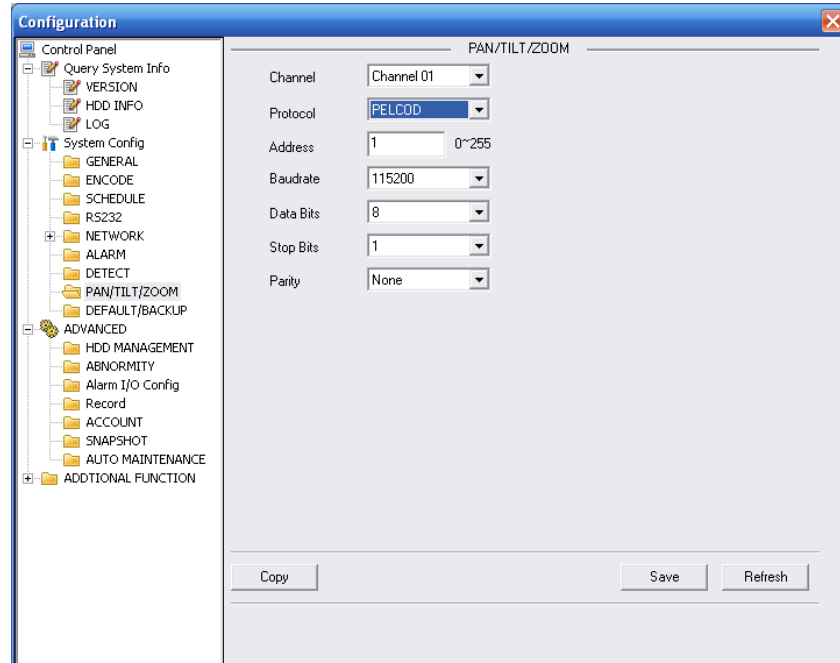 Configuration
Control Panel
Query System Info
VERSION
HDD INFO
LOG
System Config
GENERAL
ENCODE
SCHEDULE
RS232
NETWORK
ALARM
DETECT
PAN/TILT/ZOOM
DEFAULT/BACKUP
ADVANCED
HDD MANAGEMENT
ABNORMITY
Alarm I/O Config
Record
ACCOUNT
SNAPSHOT
AUTO MAINTENANCE
ADDTIONAL FUNCTION
PAN/TILT/ZOOM
Channel Channel 01
Protocol PELCOD
Address 1 0~255
Baudrate 115200
Data Bits 8
Stop Bits 1
Parity None
Copy Save Refresh